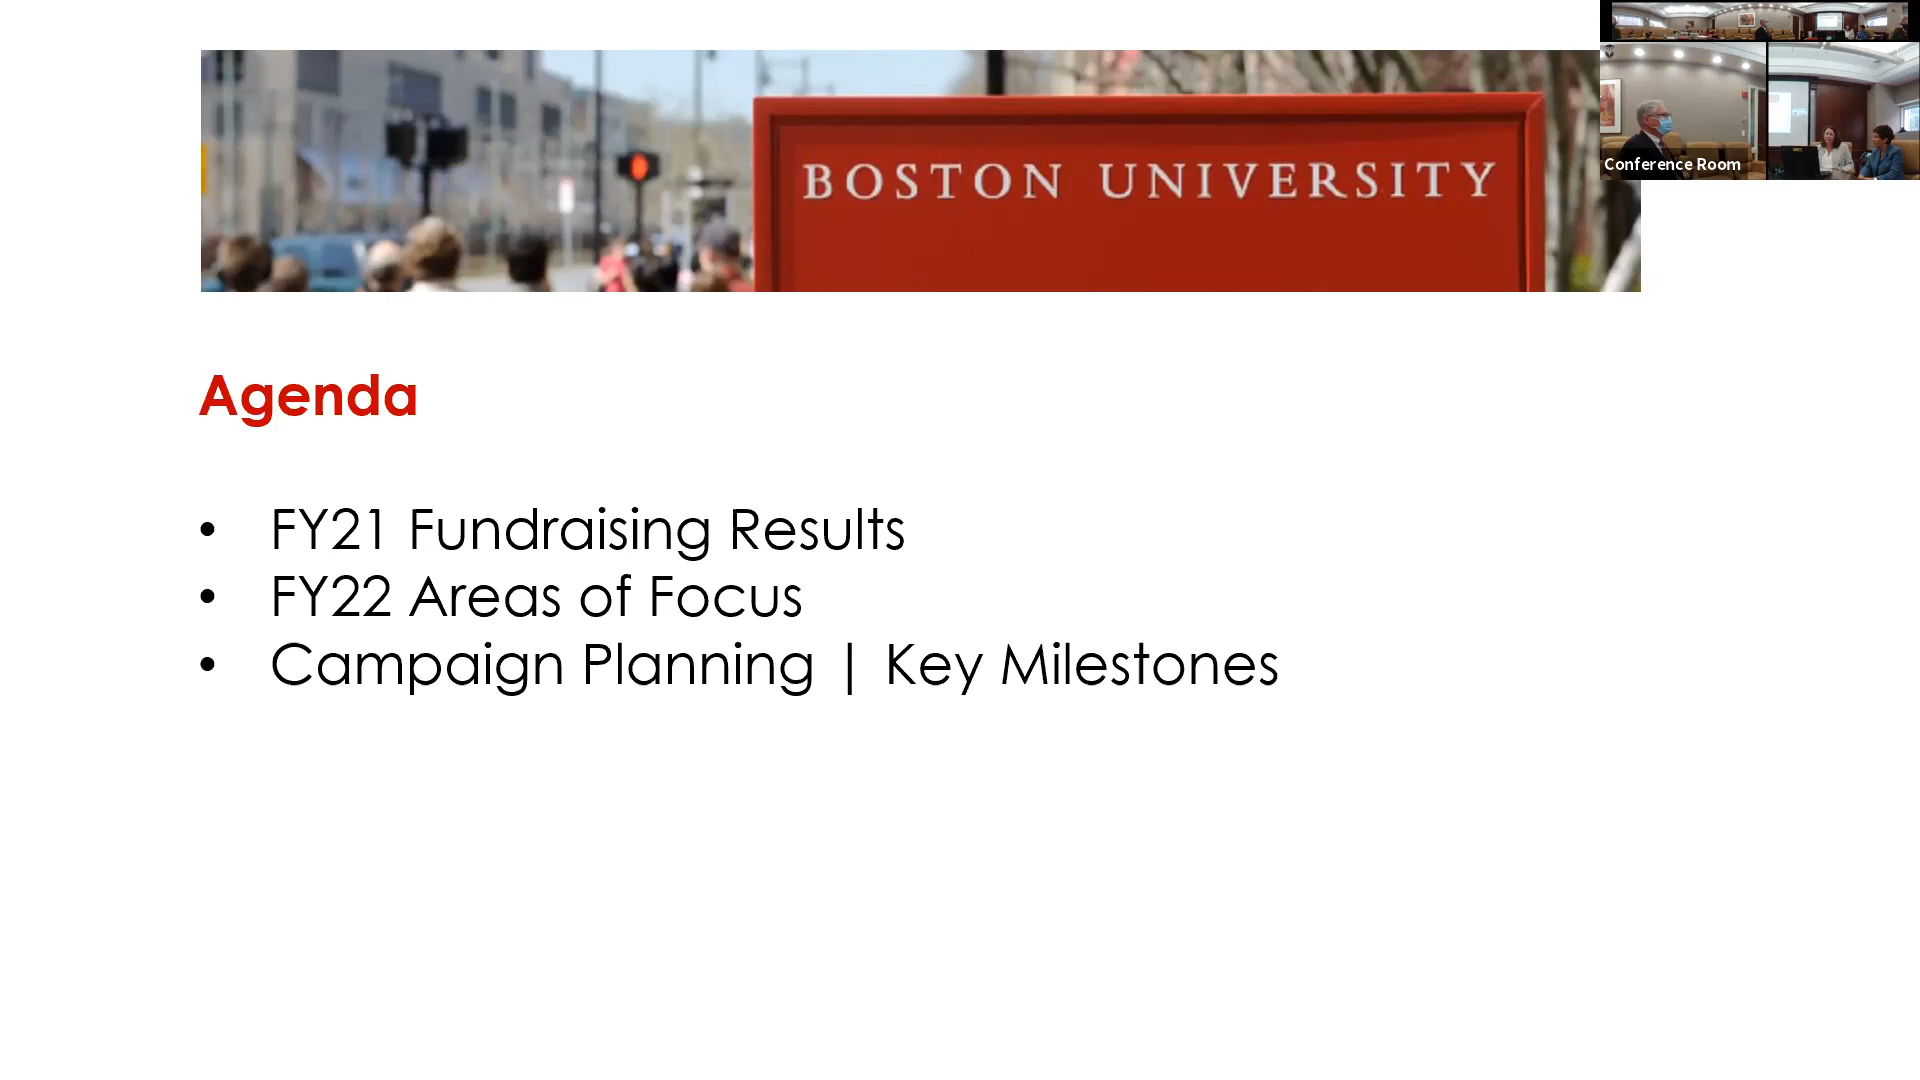 BOSTON UNIVERSITY
Conference Room
Agenda
• FY21 Fundraising Results
• FY22 Areas of Focus
• Campaign Planning | Key Milestones